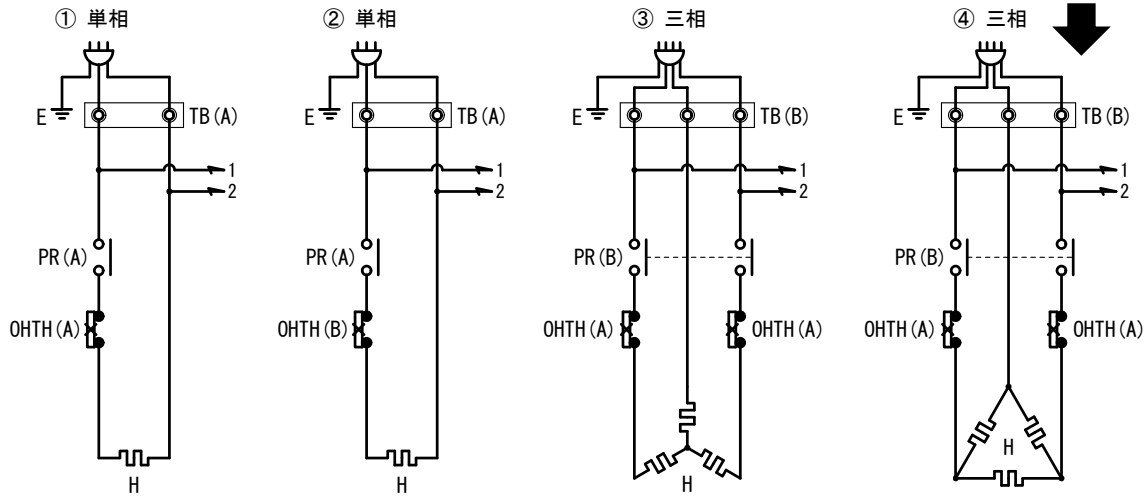 ① 単相
② 単相
③ 三相
④ 三相
E
TB(A)
E
TB(A)
E
TB(B)
E
TB(B)
1
1
1
1
2
2
2
2
PR(A)
PR(A)
PR(B)
PR(B)
OHTH(A)
OHTH(B)
OHTH(A)
OHTH(A)
OHTH(A)
OHTH(A)
H
H
H
H